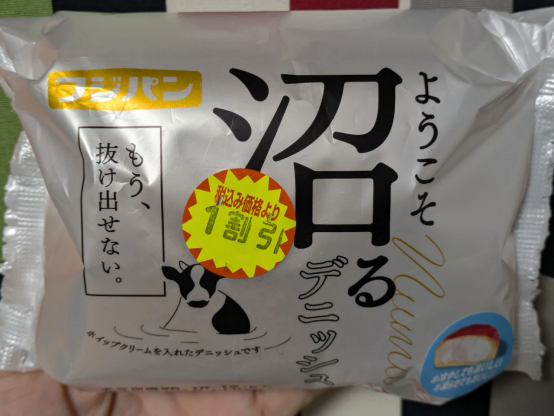 フジパン
ようこそ
沼る
デニッシュ
Numa
もう、
抜け出せない。
税込み価格より
1割引
ホイップクリームを入れたデニッシュです